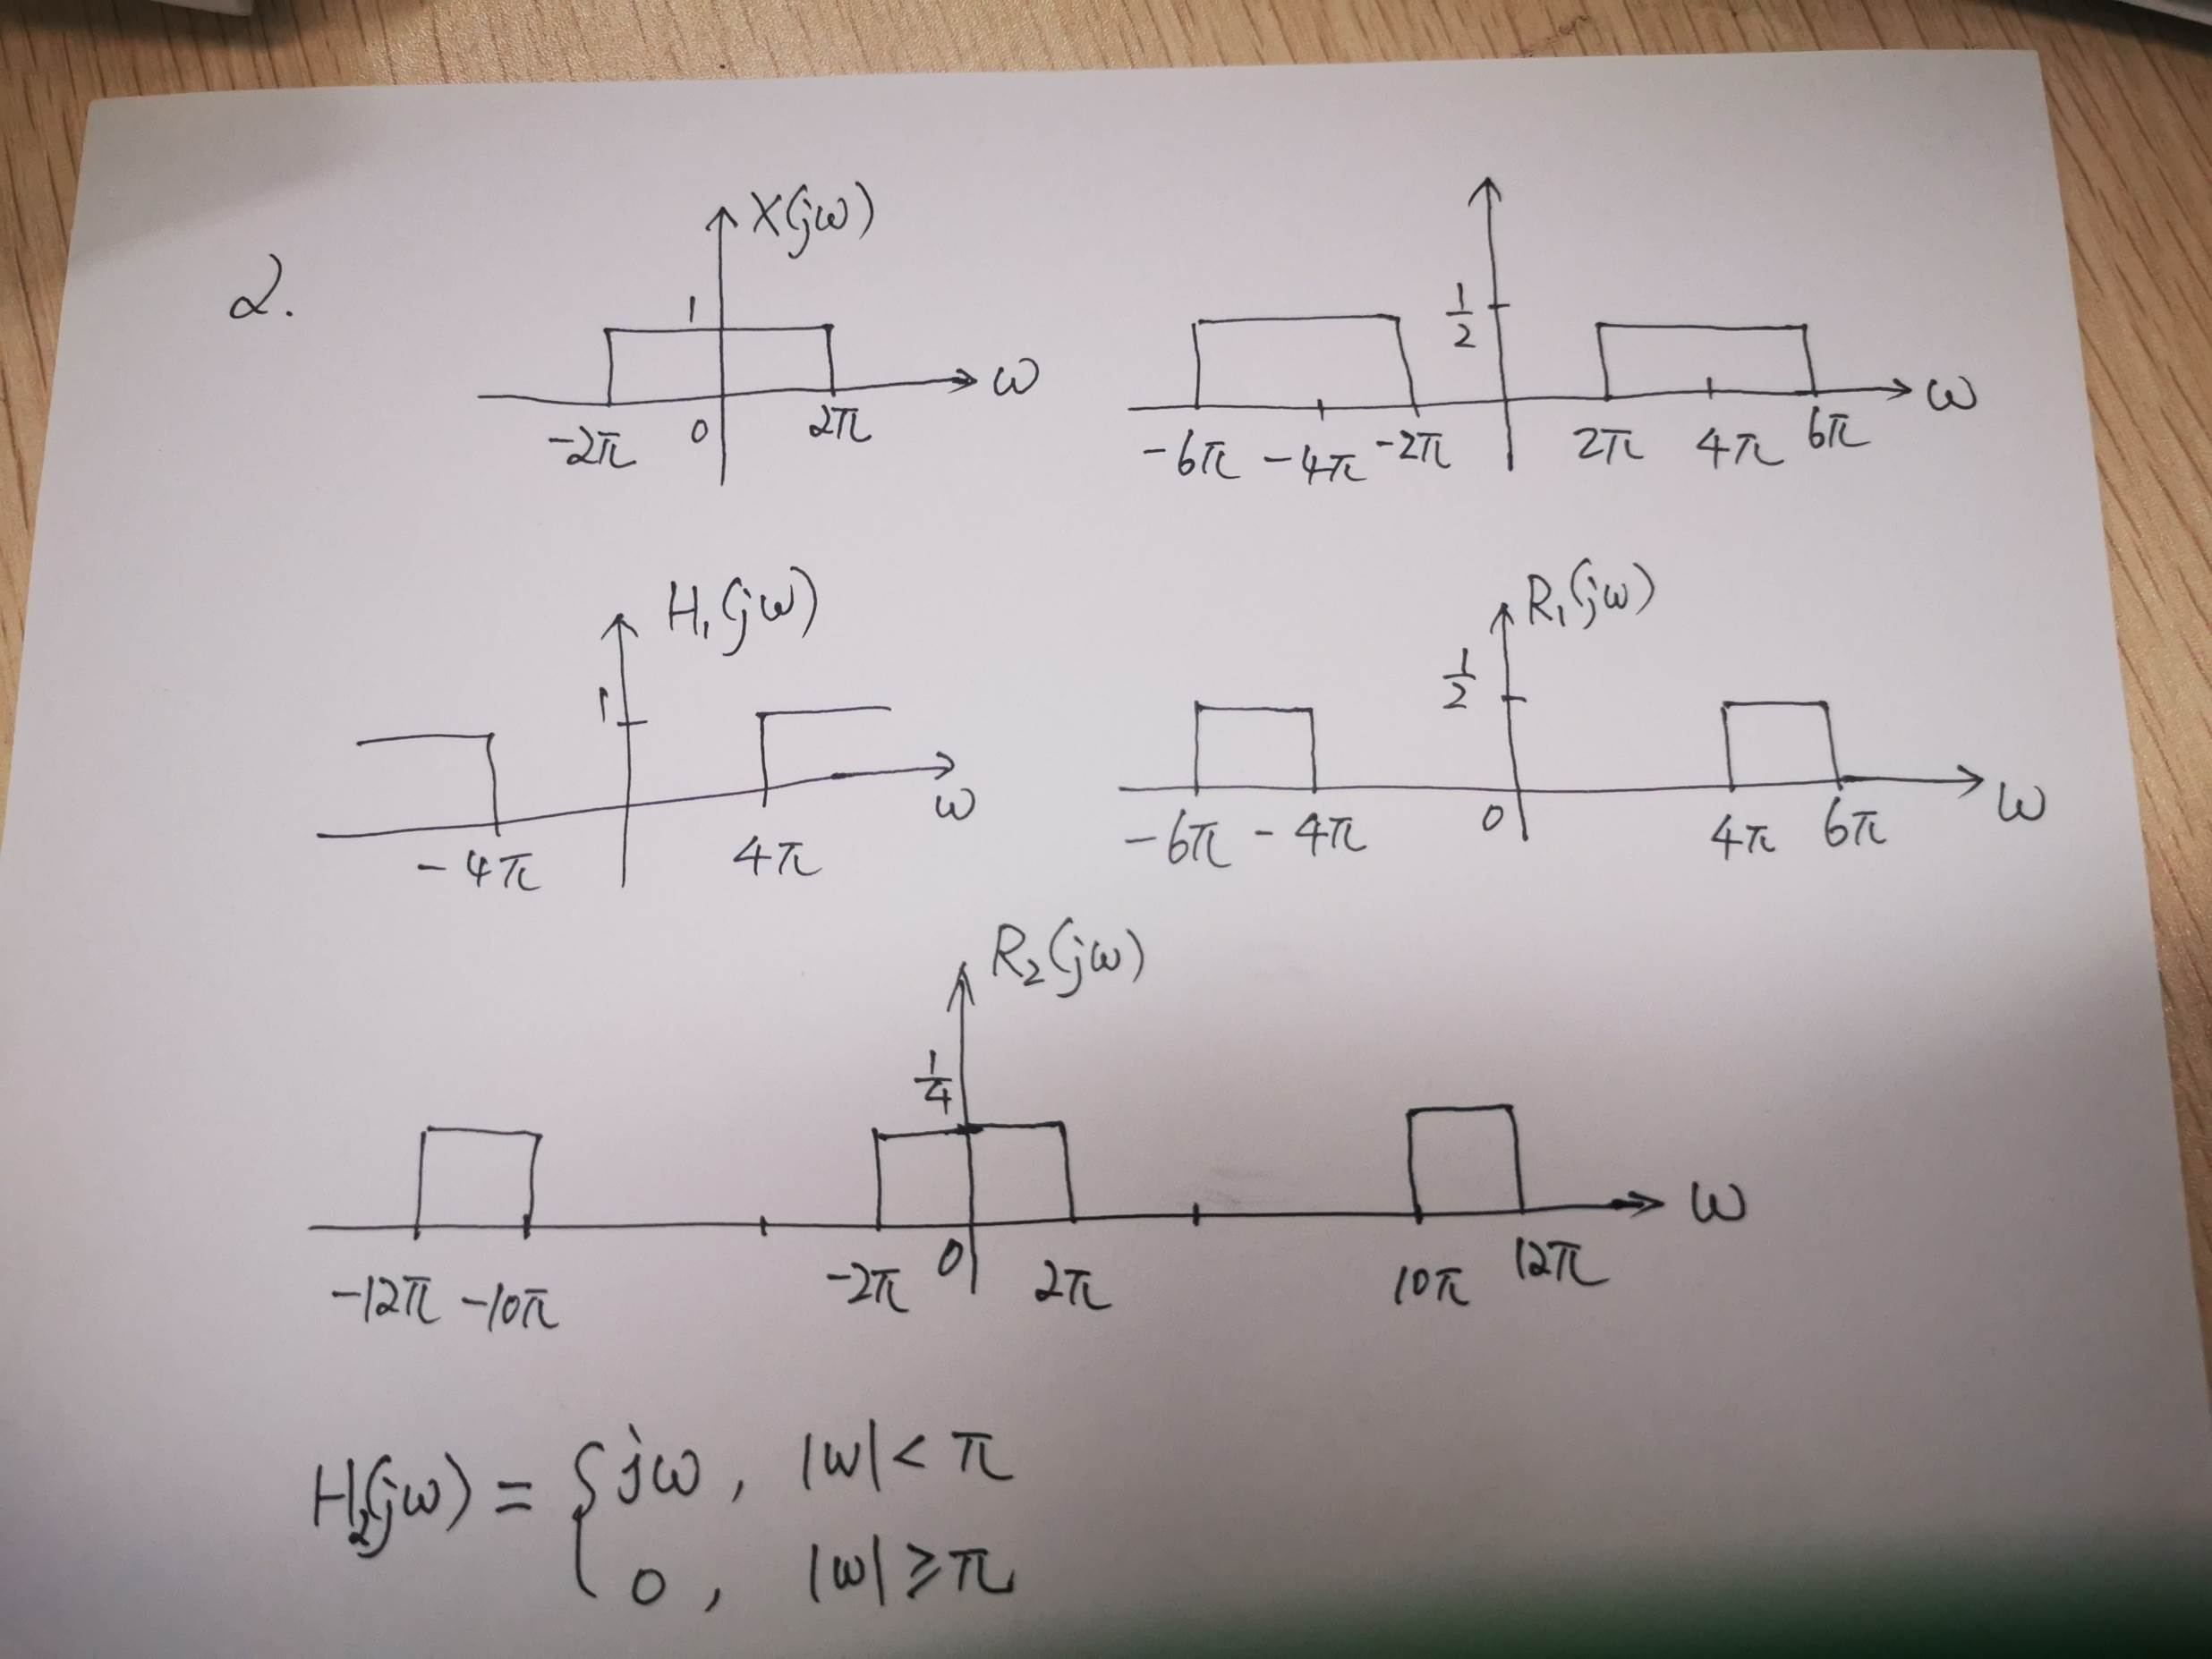 2.
X(jω)
1
ω
-2π 0 2π
1/2
ω
-6π -4π -2π 2π 4π 6π
H₁(jω)
1
ω
-4π 4π
R₁(jω)
1/2
ω
-6π -4π 0 4π 6π
R₂(jω)
1/4
ω
-12π -10π -2π 0 2π 10π 12π
H₂(jω) = { jω, |ω| < π
0, |ω| ≥ π